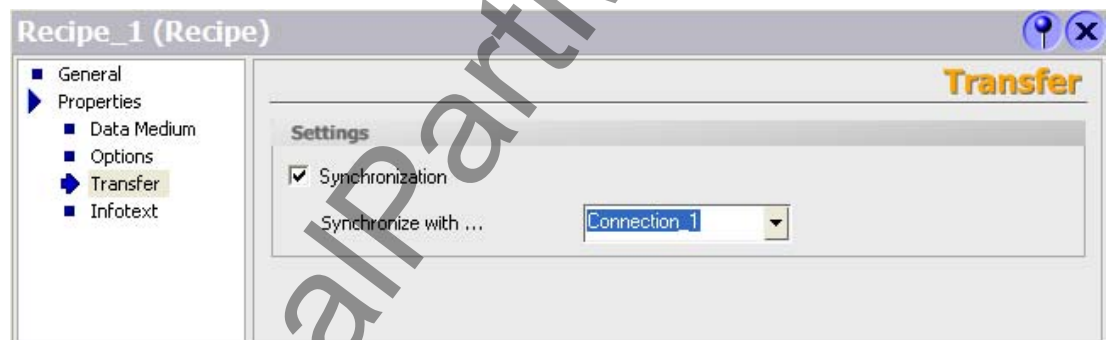 Recipe_1 (Recipe)
General
Properties
Data Medium
Options
Transfer
Infotext
Transfer
Settings
Synchronization
Synchronize with ...
Connection_1